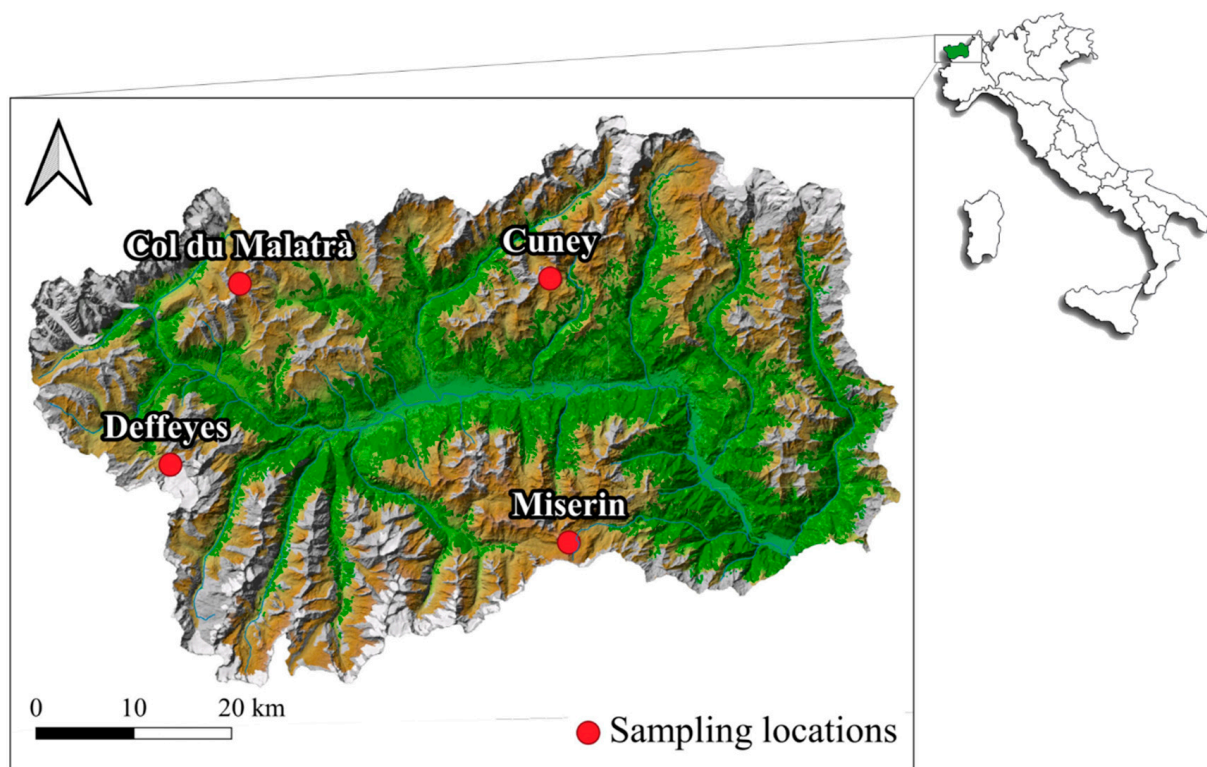 Col du Malatrà
Cuney
Deffeyes
Miserin
0 10 20 km
Sampling locations